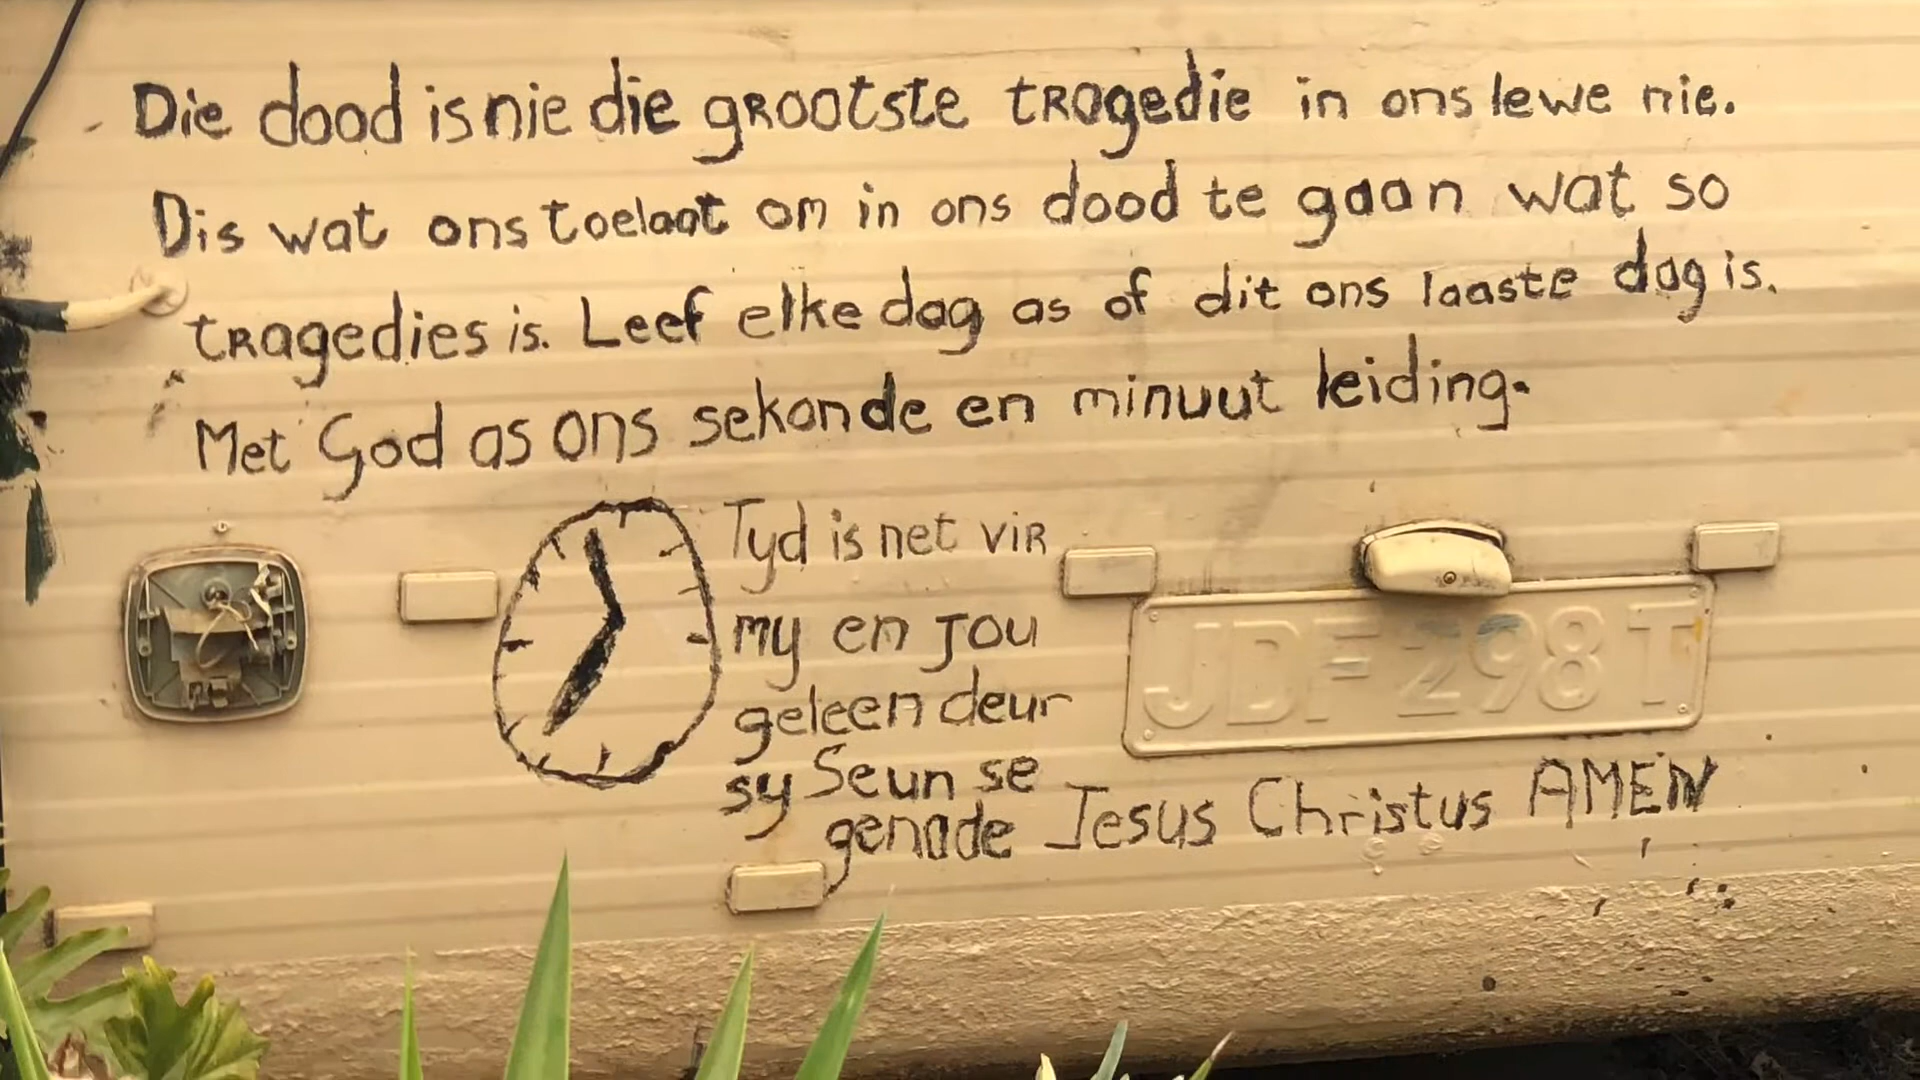 Die dood is nie die grootste tragedie in ons lewe nie.
Dis wat ons toelaat om in ons dood te gaan wat so
tragedies is. Leef elke dag as of dit ons laaste dag is.
Met God as ons sekonde en minuut leiding.
Tyd is net vir
my en jou
geleen deur
sy Seun se
genade Jesus Christus AMEN
JDF 298 T